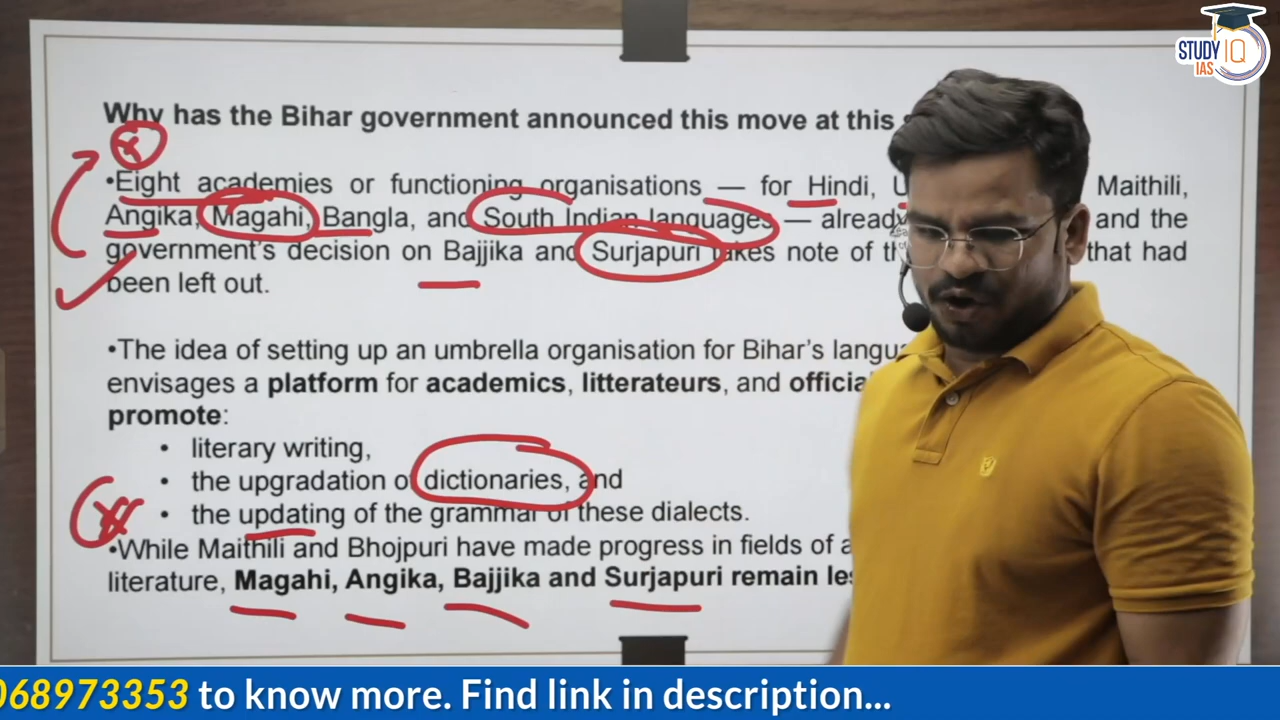 STUDY IQ
IAS
Why has the Bihar government announced this move at this
•Eight academies or functioning organisations — for Hindi, Maithili,
Angika, Magahi, Bangla, and South Indian languages — already and the
government's decision on Bajjika and Surjapuri takes note of that had
been left out.
•The idea of setting up an umbrella organisation for Bihar's
envisages a platform for academics, litterateurs, and
promote:
• literary writing,
• the upgradation of dictionaries, and
• the updating of the grammar of these dialects.
•While Maithili and Bhojpuri have made progress in fields of
literature, Magahi, Angika, Bajjika and Surjapuri remain
068973353 to know more. Find link in description...